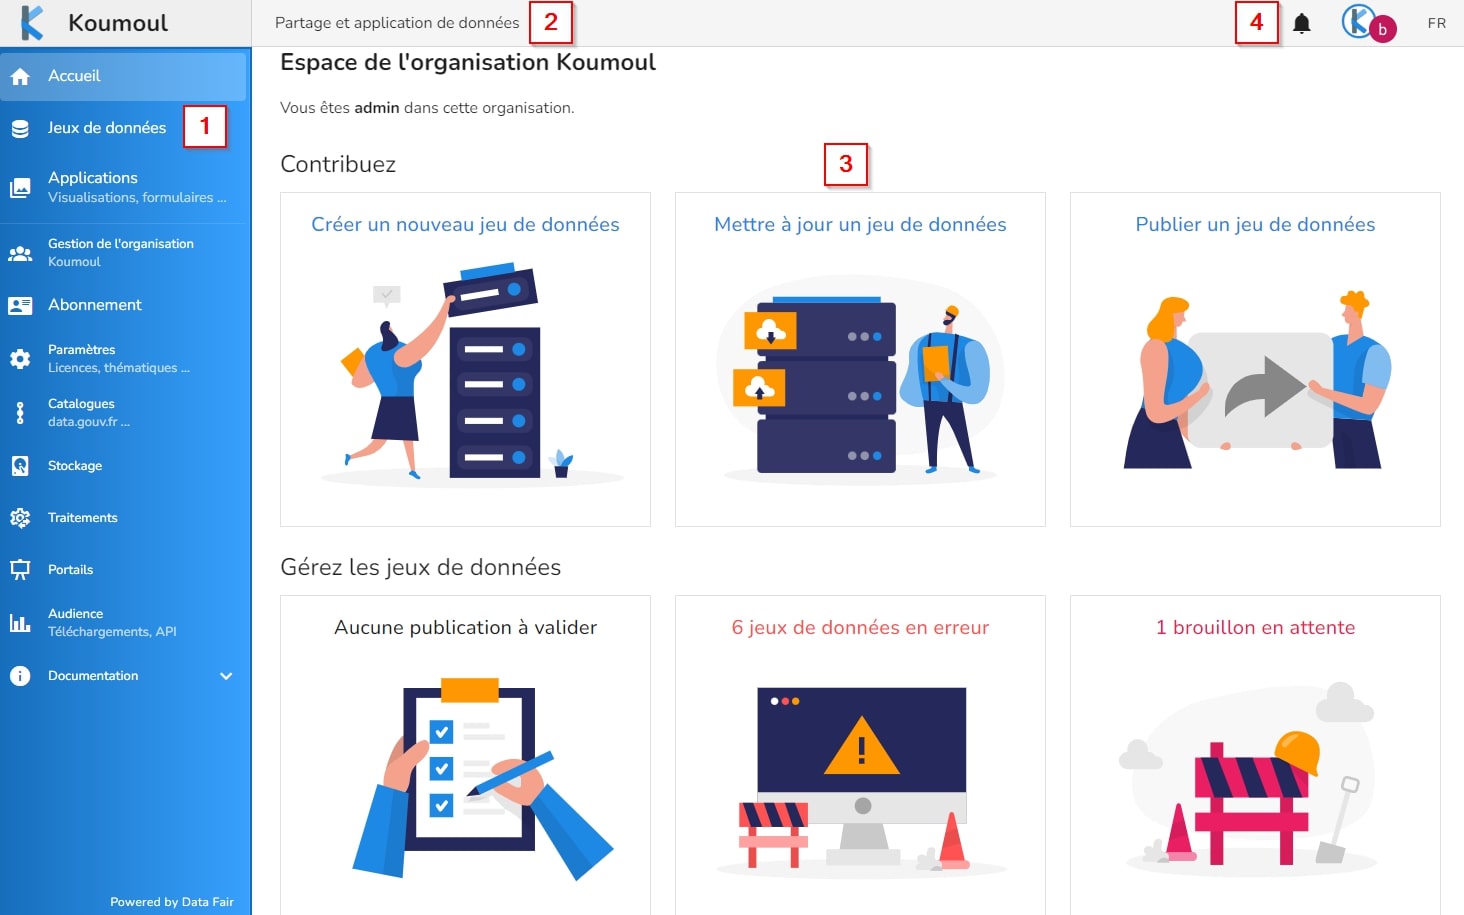 Koumoul
Partage et application de données
2
4
b
FR
Accueil
Jeux de données
1
Applications
Visualisations, formulaires ...
Gestion de l'organisation
Koumoul
Abonnement
Paramètres
Licences, thématiques ...
Catalogues
data.gouv.fr ...
Stockage
Traitements
Portails
Audience
Téléchargements, API
Documentation
Powered by Data Fair
Espace de l'organisation Koumoul
Vous êtes admin dans cette organisation.
Contribuez
3
Créer un nouveau jeu de données
Mettre à jour un jeu de données
Publier un jeu de données
Gérez les jeux de données
Aucune publication à valider
6 jeux de données en erreur
1 brouillon en attente